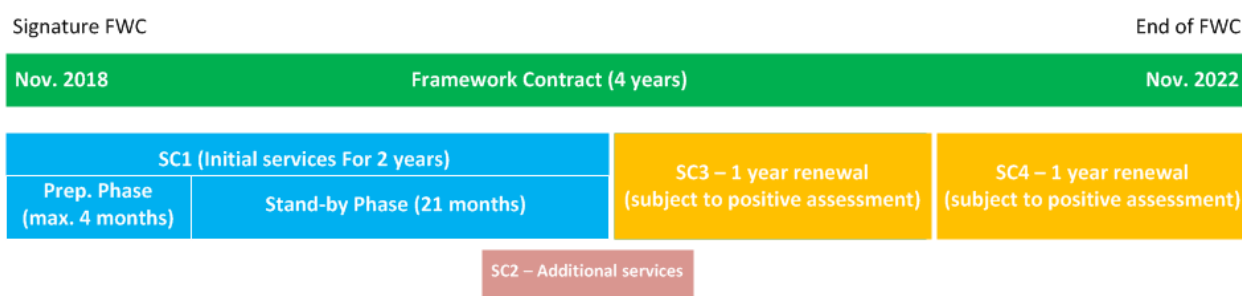 Signature FWC
End of FWC
Nov. 2018
Framework Contract (4 years)
Nov. 2022
SC1 (Initial services For 2 years)
Prep. Phase
(max. 4 months)
Stand-by Phase (21 months)
SC3 – 1 year renewal
(subject to positive assessment)
SC4 – 1 year renewal
(subject to positive assessment)
SC2 – Additional services